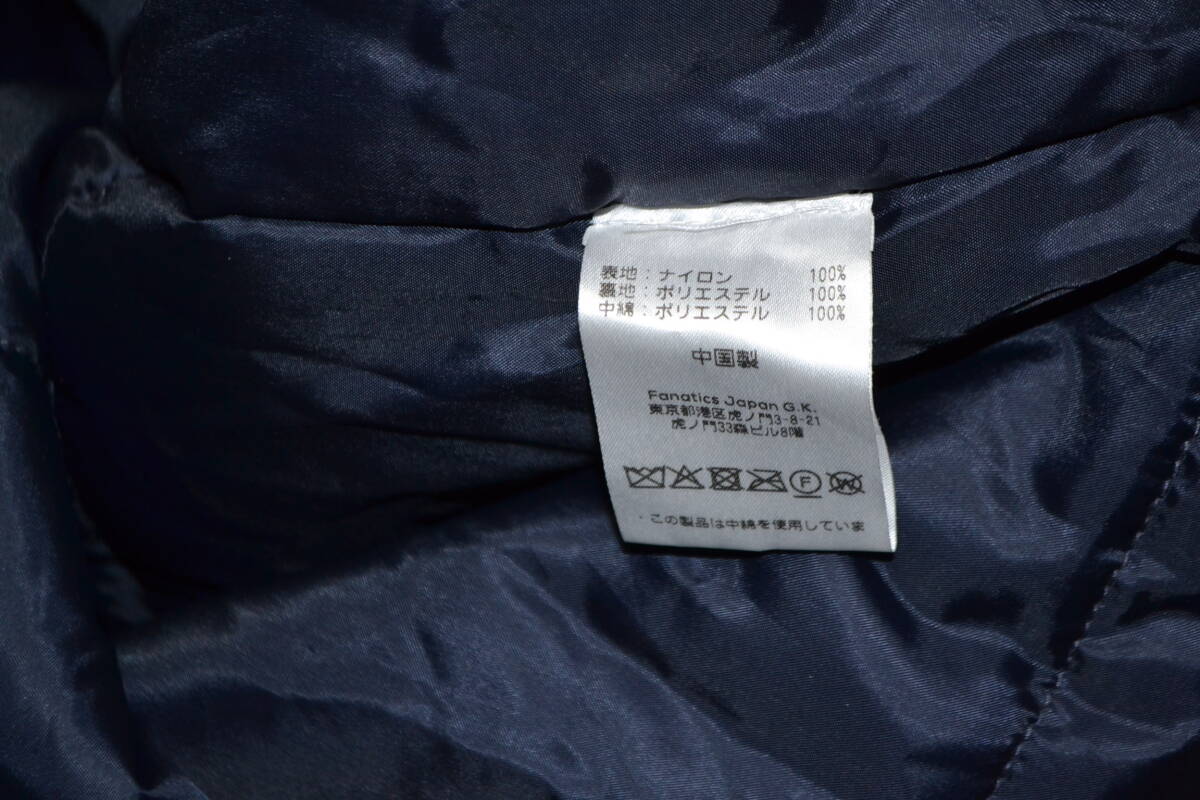 表地：ナイロン 100%
裏地：ポリエステル 100%
中綿：ポリエステル 100%
中国製
Fanatics Japan G.K.
東京都港区虎ノ門3-8-21
虎ノ門33森ビル8階
F W
・この製品は中綿を使用していま